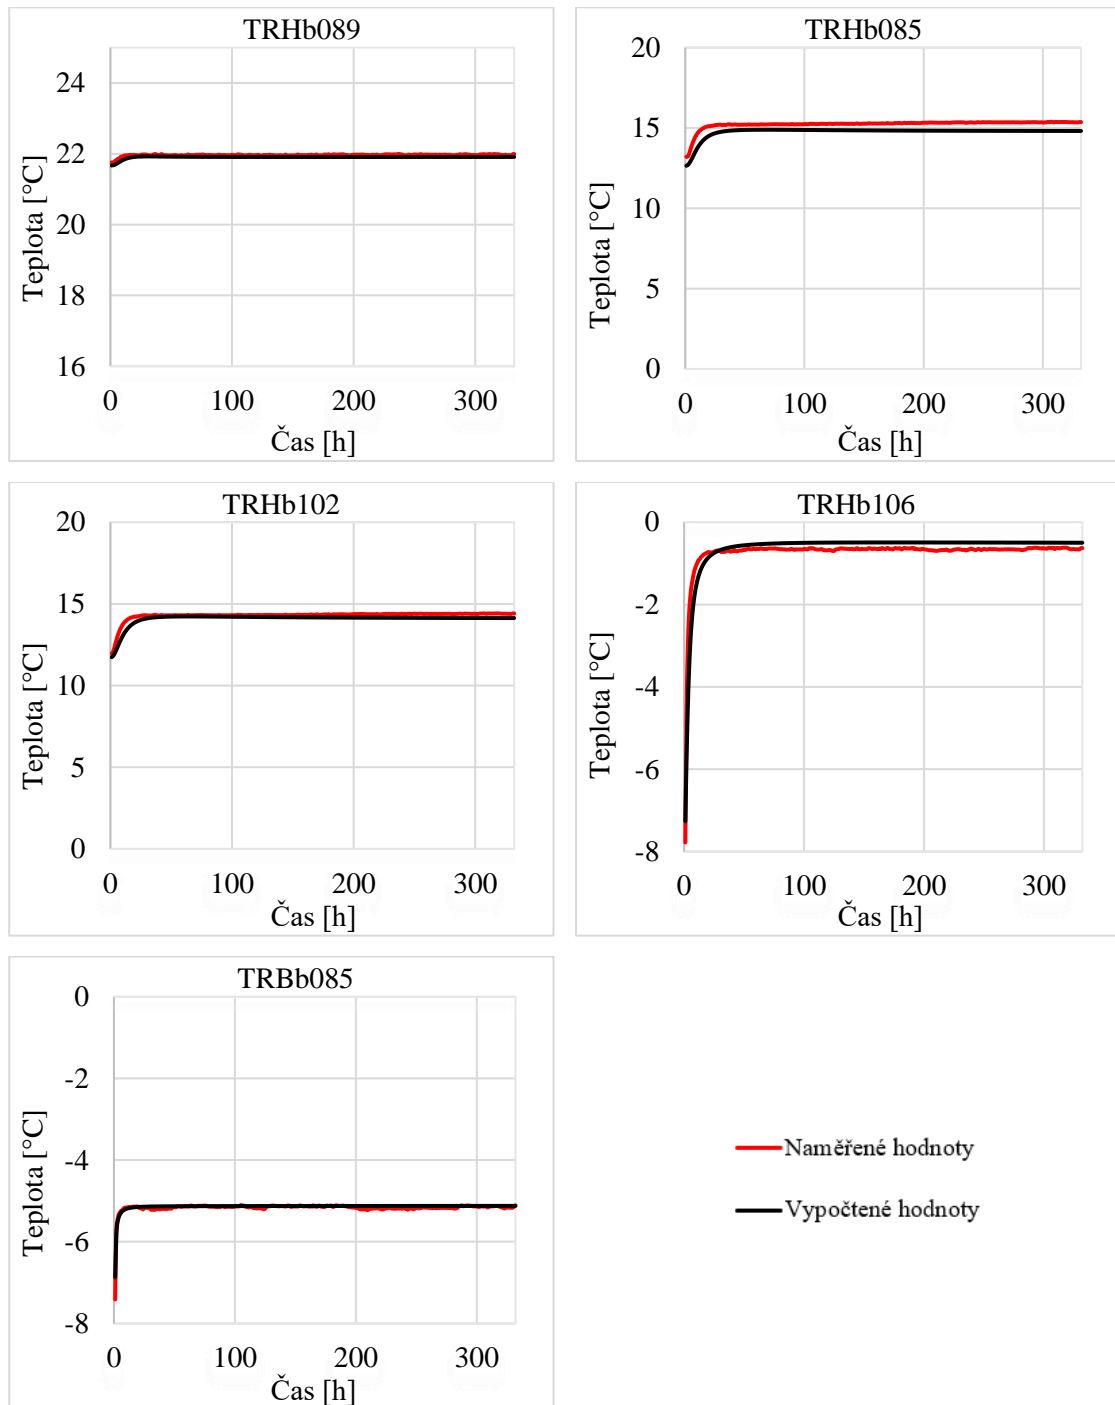 TRHb089
24
22
20
18
16
Teplota [°C]
0 100 200 300
Čas [h]
TRHb085
20
15
10
5
0
Teplota [°C]
0 100 200 300
Čas [h]
TRHb102
20
15
10
5
0
Teplota [°C]
0 100 200 300
Čas [h]
TRHb106
0
-2
-4
-6
-8
Teplota [°C]
0 100 200 300
Čas [h]
TRBb085
0
-2
-4
-6
-8
Teplota [°C]
0 100 200 300
Čas [h]
Naměřené hodnoty
Vypočtené hodnoty